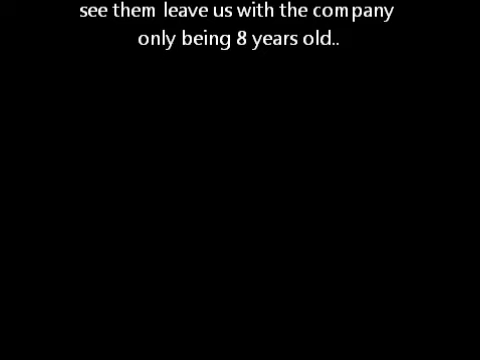 see them leave us with the company
only being 8 years old..